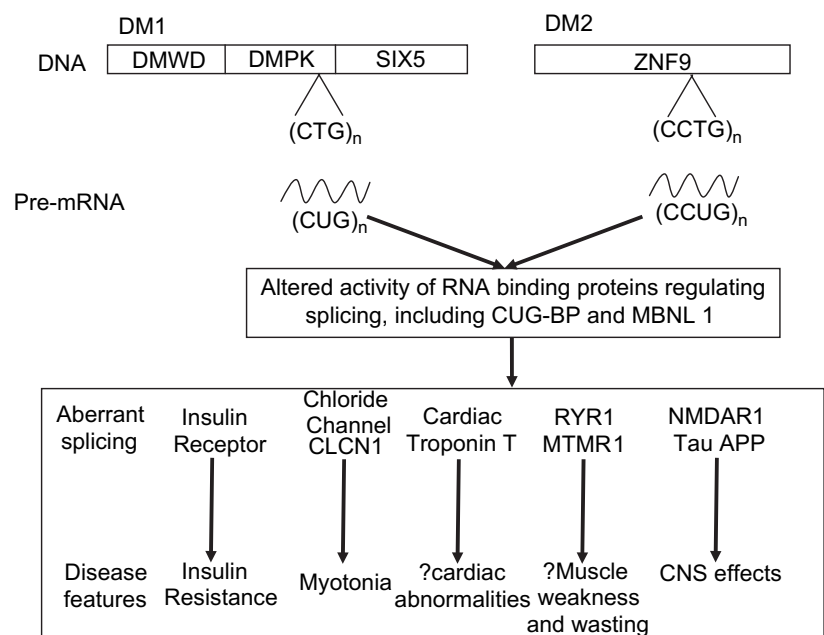 DM1
DM2
DNA
DMWD
DMPK
SIX5
ZNF9
(CTG)n
(CCTG)n
Pre-mRNA
(CUG)n
(CCUG)n
Altered activity of RNA binding proteins regulating
splicing, including CUG-BP and MBNL 1
Aberrant
splicing
Insulin
Receptor
Chloride
Channel
CLCN1
Cardiac
Troponin T
RYR1
MTMR1
NMDAR1
Tau APP
Disease
features
Insulin
Resistance
Myotonia
?cardiac
abnormalities
?Muscle
weakness
and wasting
CNS effects